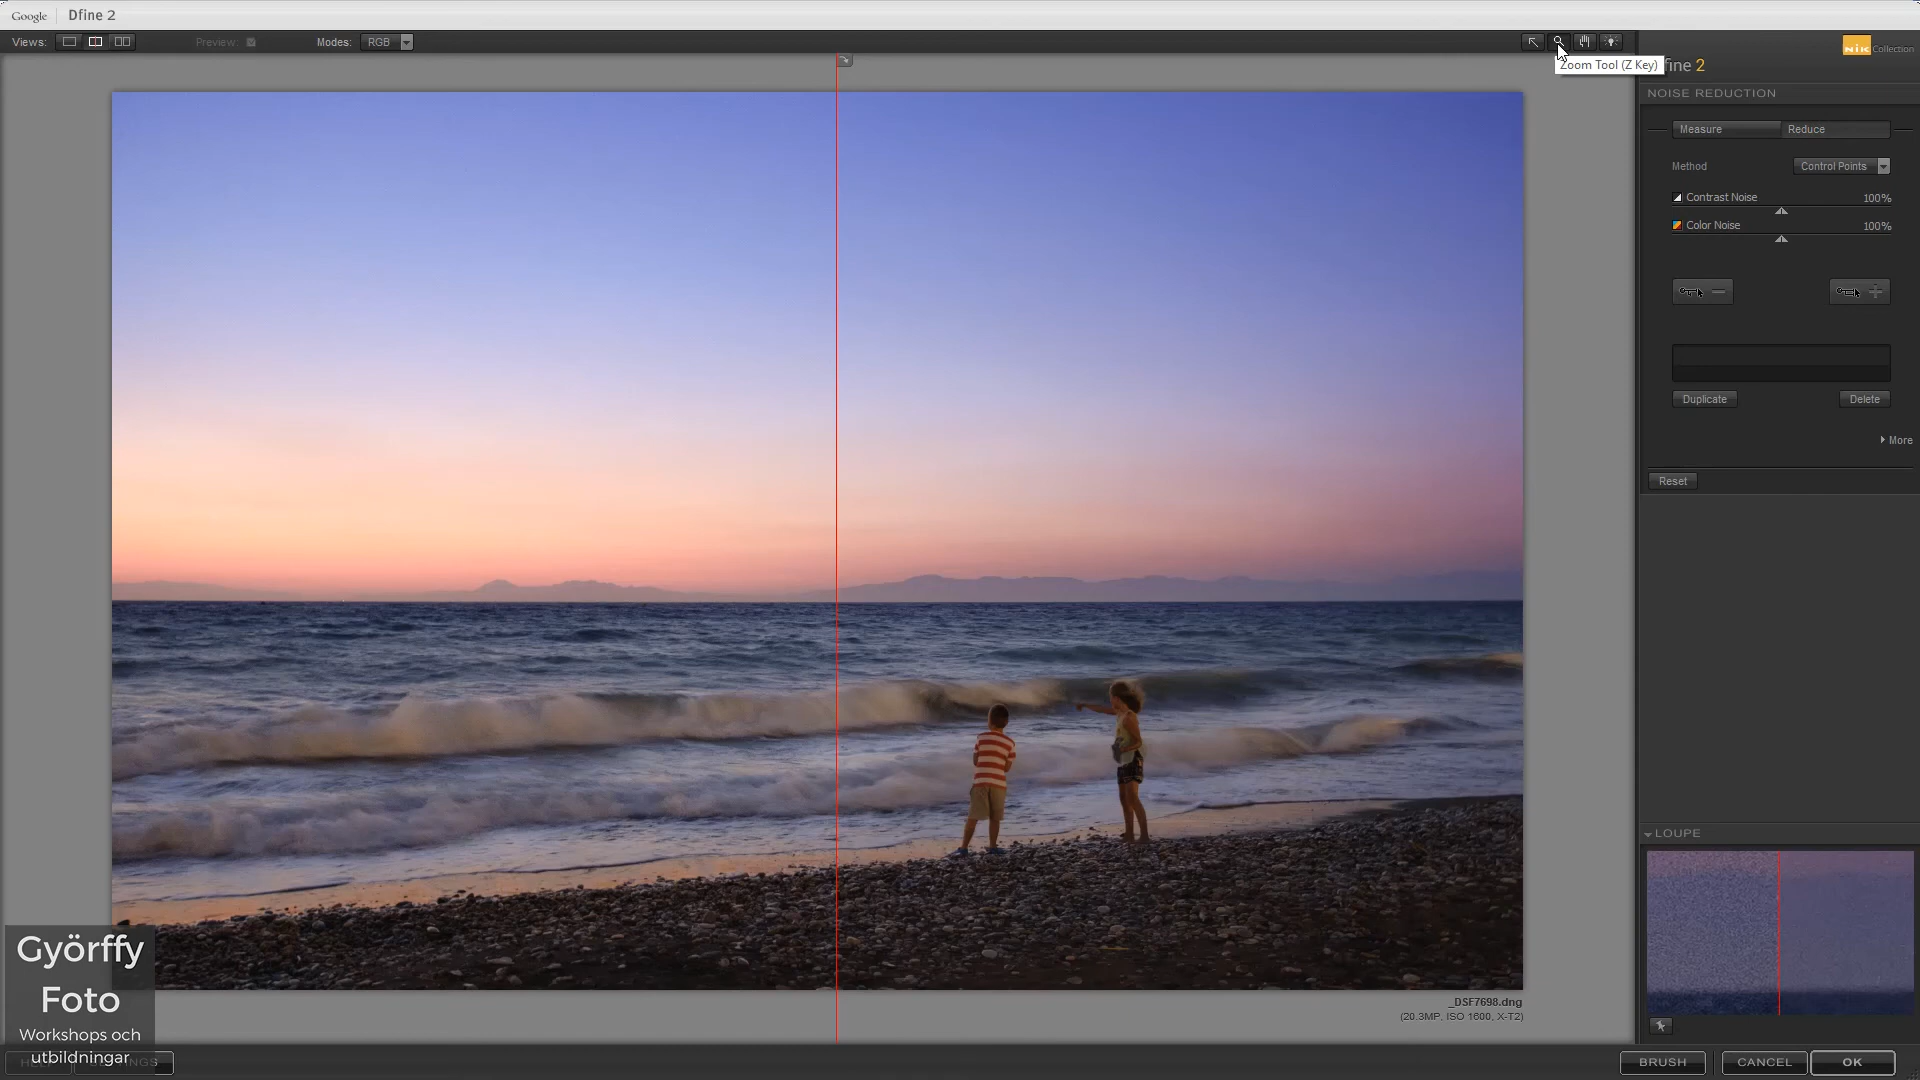 Google Dfine 2
Views: Preview: Modes: RGB
Zoom Tool (Z Key)
Nik Collection
fine 2
NOISE REDUCTION
Measure Reduce
Method Control Points
Contrast Noise 100%
Color Noise 100%
Duplicate Delete
More
Reset
LOUPE
_DSF7698.dng
(20.3MP, ISO 1600, X-T2)
Györffy
Foto
Workshops och
utbildningar
BRUSH CANCEL OK